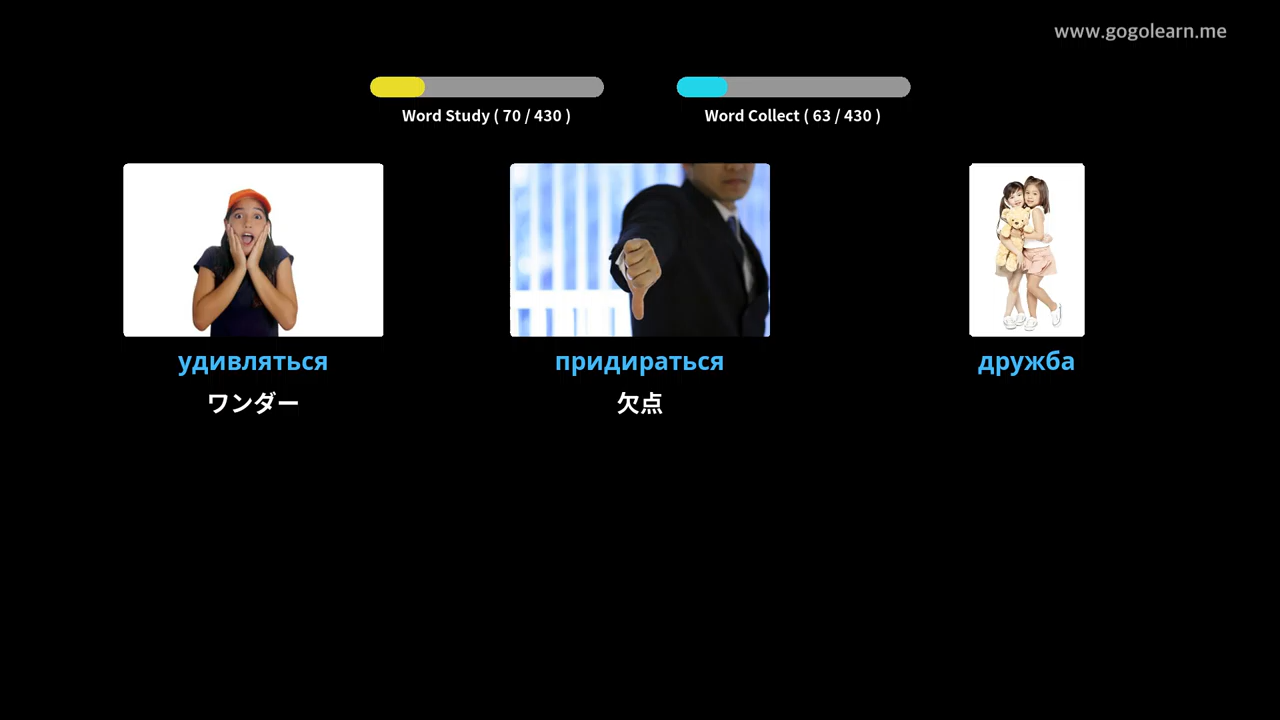 www.gogolearn.me
Word Study ( 70 / 430 )
Word Collect ( 63 / 430 )
удивляться
придираться
дружба
ワンダー
欠点